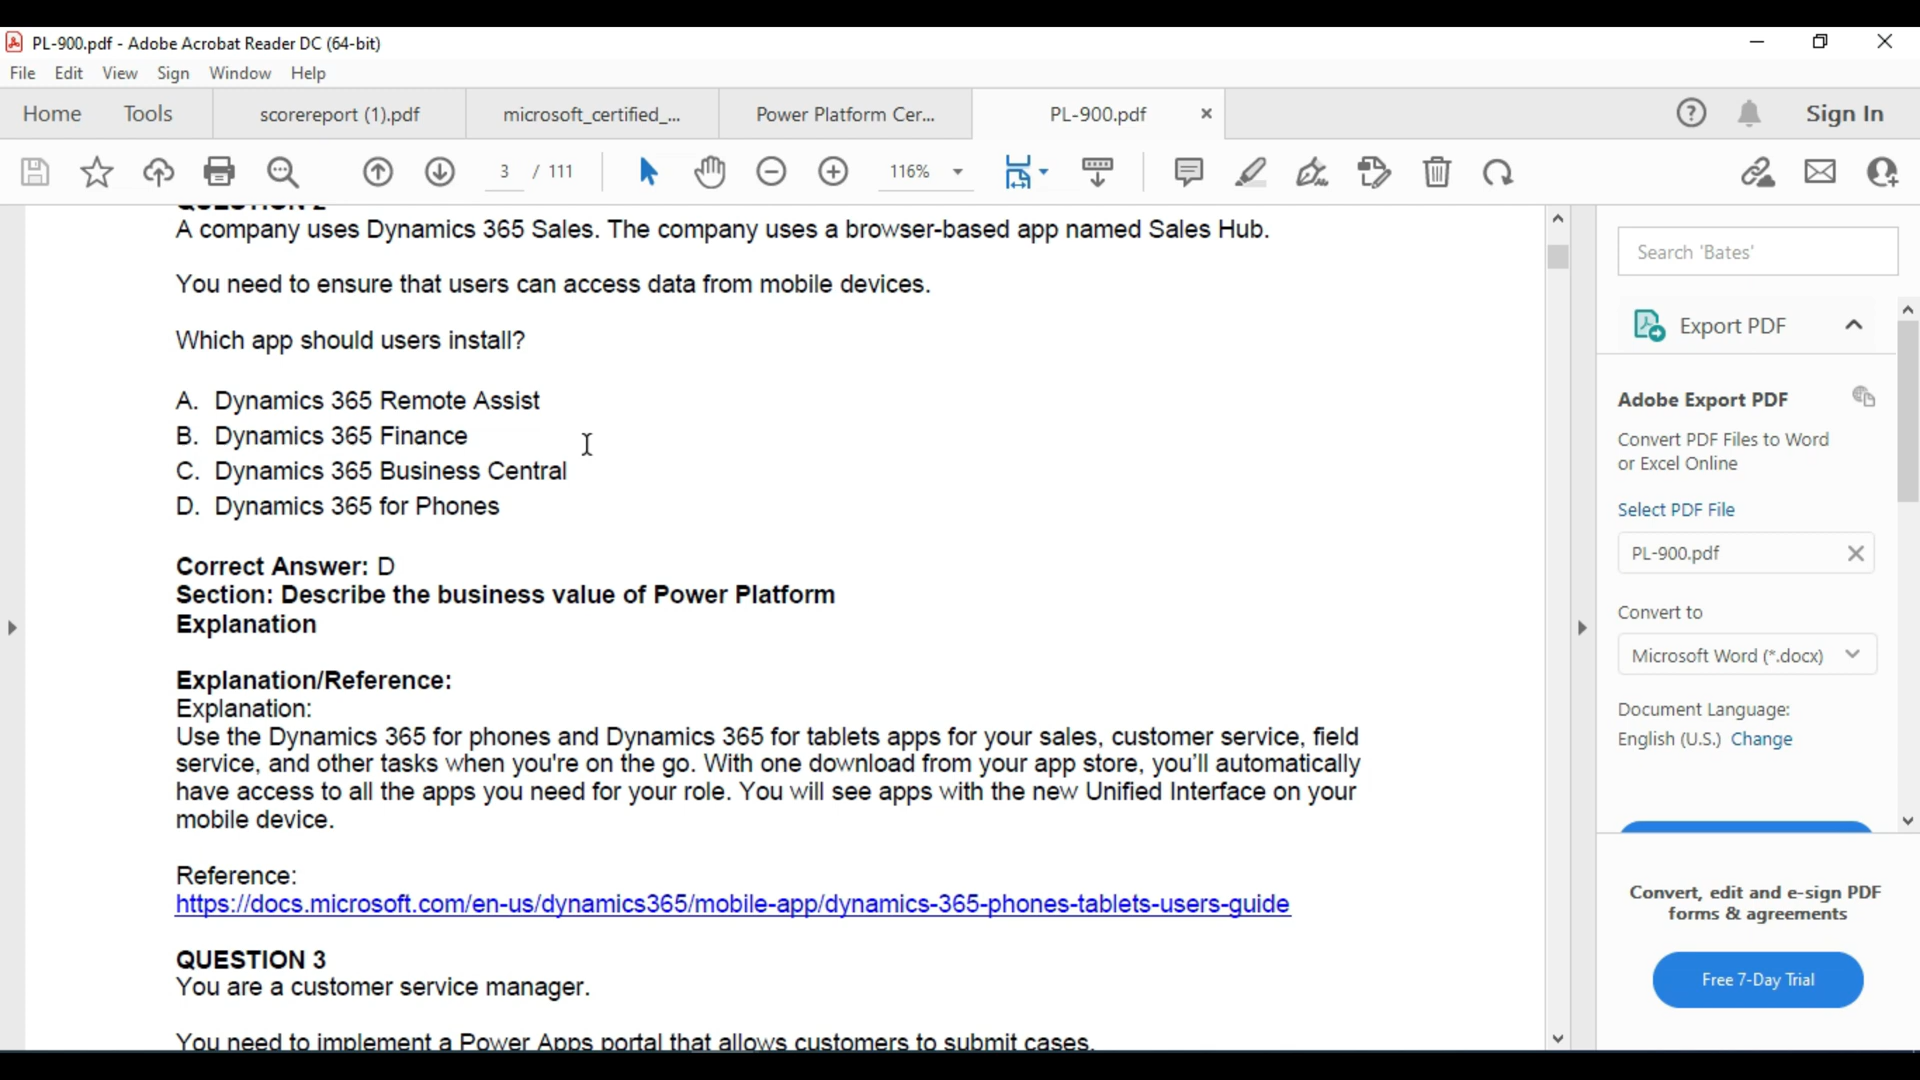 PL-900.pdf - Adobe Acrobat Reader DC (64-bit)
File Edit View Sign Window Help
Home Tools scorereport (1).pdf microsoft_certified_... Power Platform Cer... PL-900.pdf × Sign In
3 / 111 116%
QUESTION 2
A company uses Dynamics 365 Sales. The company uses a browser-based app named Sales Hub.
You need to ensure that users can access data from mobile devices.
Which app should users install?
A. Dynamics 365 Remote Assist
B. Dynamics 365 Finance
C. Dynamics 365 Business Central
D. Dynamics 365 for Phones
Correct Answer: D
Section: Describe the business value of Power Platform
Explanation
Explanation/Reference:
Explanation:
Use the Dynamics 365 for phones and Dynamics 365 for tablets apps for your sales, customer service, field
service, and other tasks when you're on the go. With one download from your app store, you'll automatically
have access to all the apps you need for your role. You will see apps with the new Unified Interface on your
mobile device.
Reference:
https://docs.microsoft.com/en-us/dynamics365/mobile-app/dynamics-365-phones-tablets-users-guide
QUESTION 3
You are a customer service manager.
You need to implement a Power Apps portal that allows customers to submit cases.
Search 'Bates'
Export PDF
Adobe Export PDF
Convert PDF Files to Word
or Excel Online
Select PDF File
PL-900.pdf
Convert to
Microsoft Word (*.docx)
Document Language:
English (U.S.) Change
Convert, edit and e-sign PDF
forms & agreements
Free 7-Day Trial